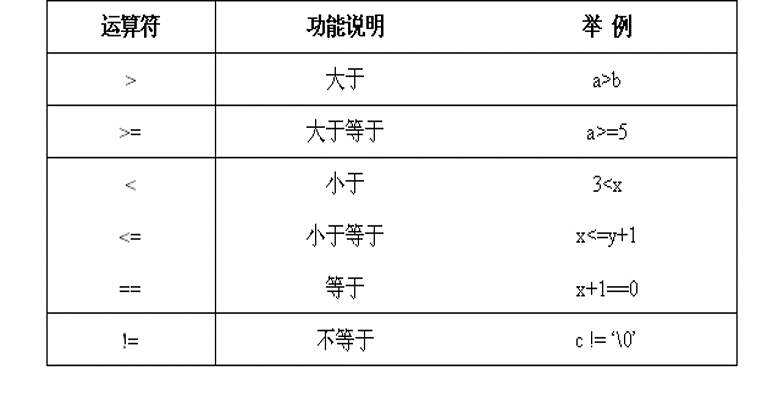 运算符 功能说明 举 例
> 大于 a>b
>= 大于等于 a>=5
< 小于 3<x
<= 小于等于 x<=y+1
== 等于 x+1==0
!= 不等于 c != ‘\0’